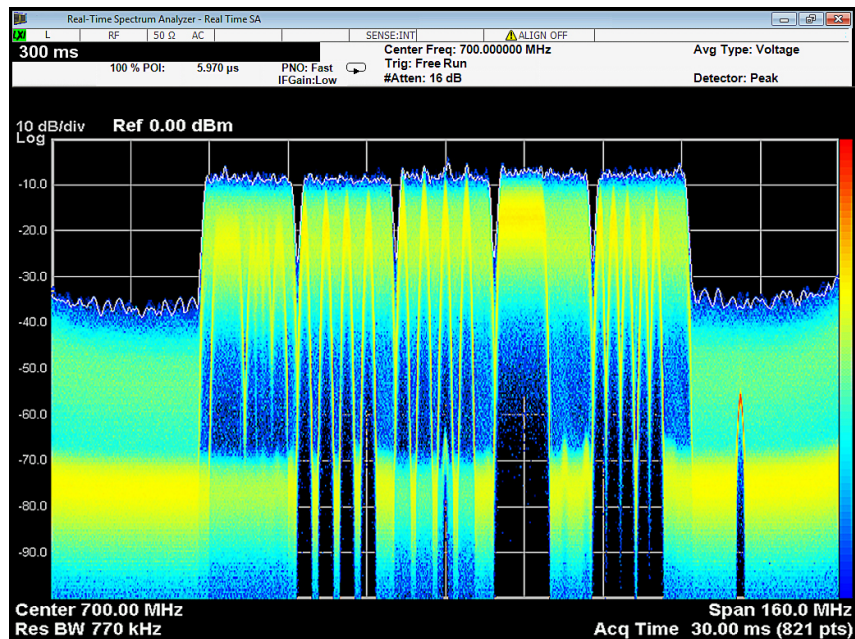 Real-Time Spectrum Analyzer - Real Time SA
LXI L RF 50 Ω AC SENSE:INT ALIGN OFF
300 ms
Center Freq: 700.000000 MHz Avg Type: Voltage
100 % POI: 5.970 µs PNO: Fast Trig: Free Run
IFGain:Low #Atten: 16 dB Detector: Peak
10 dB/div Ref 0.00 dBm
Log
-10.0
-20.0
-30.0
-40.0
-50.0
-60.0
-70.0
-80.0
-90.0
Center 700.00 MHz Span 160.0 MHz
Res BW 770 kHz Acq Time 30.00 ms (821 pts)